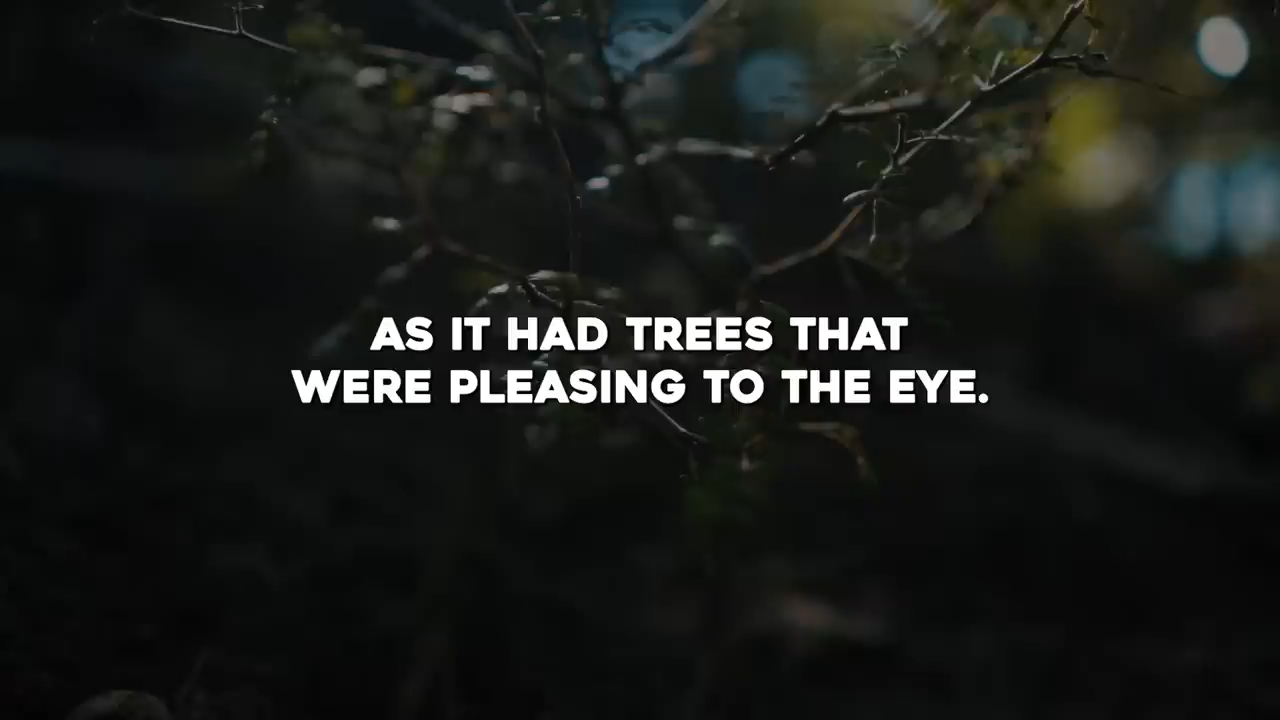 AS IT HAD TREES THAT
WERE PLEASING TO THE EYE.